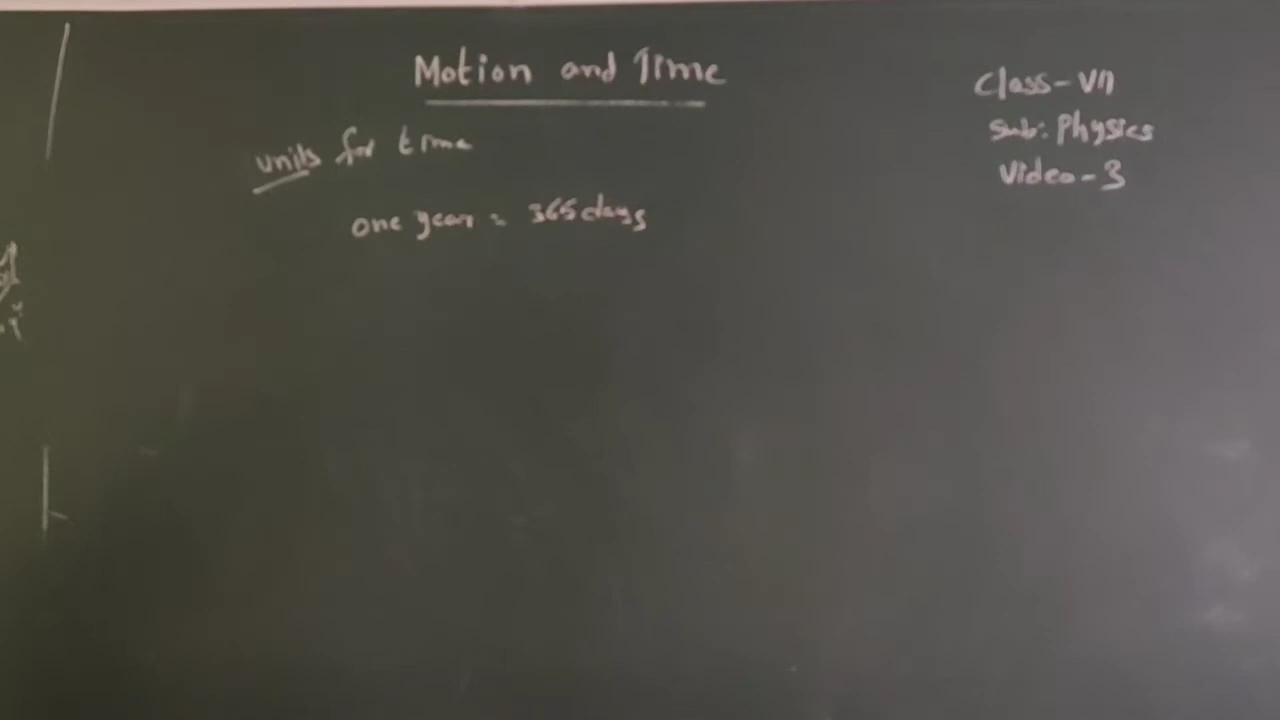 Motion and Time
Class-VII
Sub: Physics
Video-3
units for time
one year = 365 days